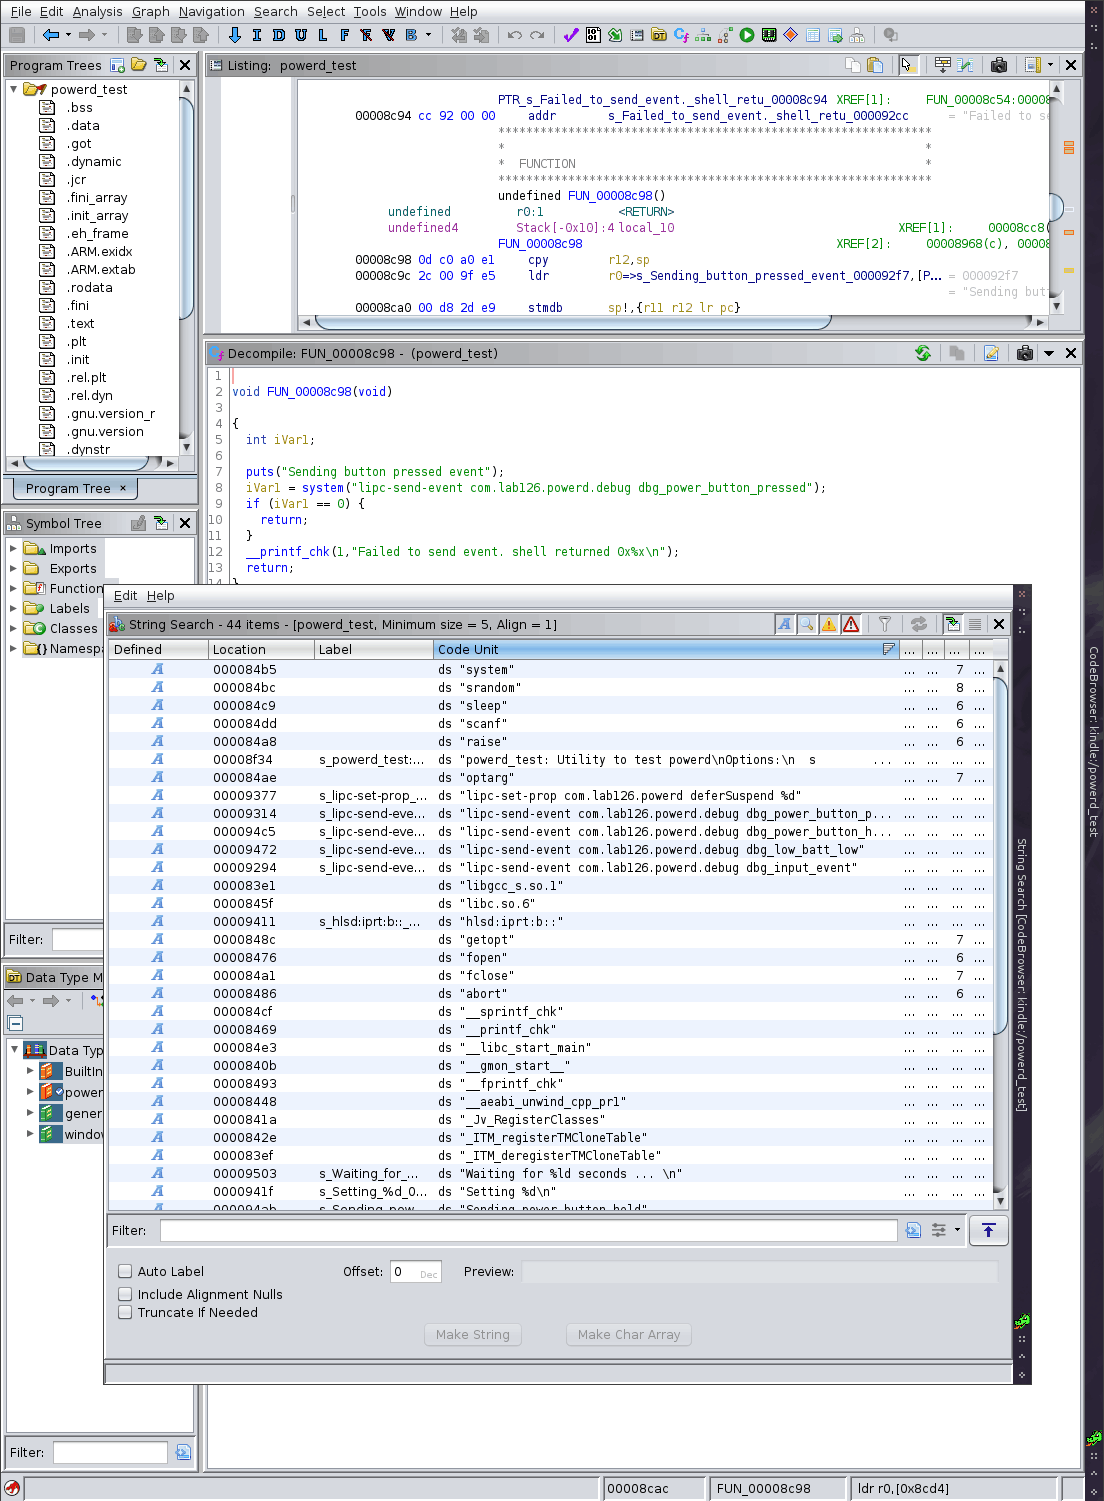 File Edit Analysis Graph Navigation Search Select Tools Window Help
I D U L F R V B
Program Trees
powerd_test
.bss
.data
.got
.dynamic
.jcr
.fini_array
.init_array
.eh_frame
.ARM.exidx
.ARM.extab
.rodata
.fini
.text
.plt
.init
.rel.plt
.rel.dyn
.gnu.version_r
.gnu.version
.dynstr
Program Tree ×
Listing: powerd_test
PTR_s_Failed_to_send_event._shell_retu_00008c94 XREF[1]: FUN_00008c54:00008
00008c94 cc 92 00 00 addr s_Failed_to_send_event._shell_retu_000092cc = "Failed to se
**************************************************************
* *
* FUNCTION *
**************************************************************
undefined FUN_00008c98()
undefined r0:1 <RETURN>
undefined4 Stack[-0x10]:4 local_10 XREF[1]: 00008cc8(
FUN_00008c98 XREF[2]: 00008968(c), 00008
00008c98 0d c0 a0 e1 cpy r12,sp
00008c9c 2c 00 9f e5 ldr r0=>s_Sending_button_pressed_event_000092f7,[P... = 000092f7
= "Sending butt
00008ca0 00 d8 2d e9 stmdb sp!,{r11 r12 lr pc}
Decompile: FUN_00008c98 - (powerd_test)
1
2 void FUN_00008c98(void)
3
4 {
5 int iVar1;
6
7 puts("Sending button pressed event");
8 iVar1 = system("lipc-send-event com.lab126.powerd.debug dbg_power_button_pressed");
9 if (iVar1 == 0) {
10 return;
11 }
12 __printf_chk(1,"Failed to send event. shell returned 0x%x\n");
13 return;
14 }
Symbol Tree
Imports
Exports
Function
Labels
Classes
Namespa
Filter:
Data Type M
Data Typ
BuiltIn
power
gener
windo
Filter:
Edit Help
String Search - 44 items - [powerd_test, Minimum size = 5, Align = 1]
Defined Location Label Code Unit ... ... ... ...
A 000084b5 ds "system" ... ... 7 ...
A 000084bc ds "srandom" ... ... 8 ...
A 000084c9 ds "sleep" ... ... 6 ...
A 000084dd ds "scanf" ... ... 6 ...
A 000084a8 ds "raise" ... ... 6 ...
A 00008f34 s_powerd_test:... ds "powerd_test: Utility to test powerd\nOptions:\n s ... ... ... ... ...
A 000084ae ds "optarg" ... ... 7 ...
A 00009377 s_lipc-set-prop_... ds "lipc-set-prop com.lab126.powerd deferSuspend %d" ... ... ... ...
A 00009314 s_lipc-send-eve... ds "lipc-send-event com.lab126.powerd.debug dbg_power_button_p... ... ... ... ...
A 000094c5 s_lipc-send-eve... ds "lipc-send-event com.lab126.powerd.debug dbg_power_button_h... ... ... ... ...
A 00009472 s_lipc-send-eve... ds "lipc-send-event com.lab126.powerd.debug dbg_low_batt_low" ... ... ... ...
A 00009294 s_lipc-send-eve... ds "lipc-send-event com.lab126.powerd.debug dbg_input_event" ... ... ... ...
A 000083e1 ds "libgcc_s.so.1" ... ... ... ...
A 0000845f ds "libc.so.6" ... ... ... ...
A 00009411 s_hlsd:iprt:b::_... ds "hlsd:iprt:b::" ... ... ... ...
A 0000848c ds "getopt" ... ... 7 ...
A 00008476 ds "fopen" ... ... 6 ...
A 000084a1 ds "fclose" ... ... 7 ...
A 00008486 ds "abort" ... ... 6 ...
A 000084cf ds "__sprintf_chk" ... ... ... ...
A 00008469 ds "__printf_chk" ... ... ... ...
A 000084e3 ds "__libc_start_main" ... ... ... ...
A 0000840b ds "__gmon_start__" ... ... ... ...
A 00008493 ds "__fprintf_chk" ... ... ... ...
A 00008448 ds "__aeabi_unwind_cpp_pr1" ... ... ... ...
A 0000841a ds "_Jv_RegisterClasses" ... ... ... ...
A 0000842e ds "_ITM_registerTMCloneTable" ... ... ... ...
A 000083ef ds "_ITM_deregisterTMCloneTable" ... ... ... ...
A 00009503 s_Waiting_for_... ds "Waiting for %ld seconds ... \n" ... ... ... ...
A 0000941f s_Setting_%d_0... ds "Setting %d\n" ... ... ... ...
A 000094ab s_Sending_pow... ds "Sending power button held" ... ... ... ...
Filter:
Auto Label Offset: 0 Dec Preview:
Include Alignment Nulls
Truncate If Needed
Make String Make Char Array
String Search [CodeBrowser: kindle:/powerd_test]
CodeBrowser: kindle:/powerd_test
00008cac FUN_00008c98 ldr r0,[0x8cd4]